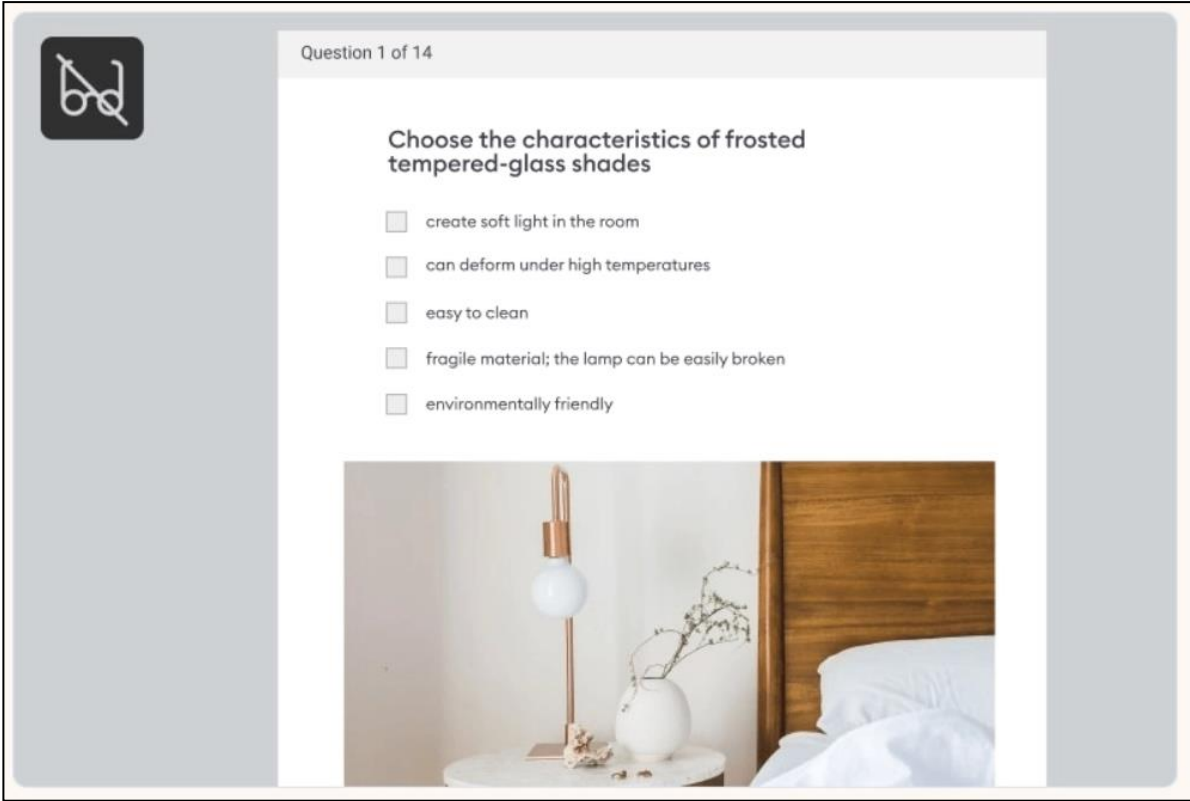 Question 1 of 14
Choose the characteristics of frosted
tempered-glass shades
create soft light in the room
can deform under high temperatures
easy to clean
fragile material; the lamp can be easily broken
environmentally friendly